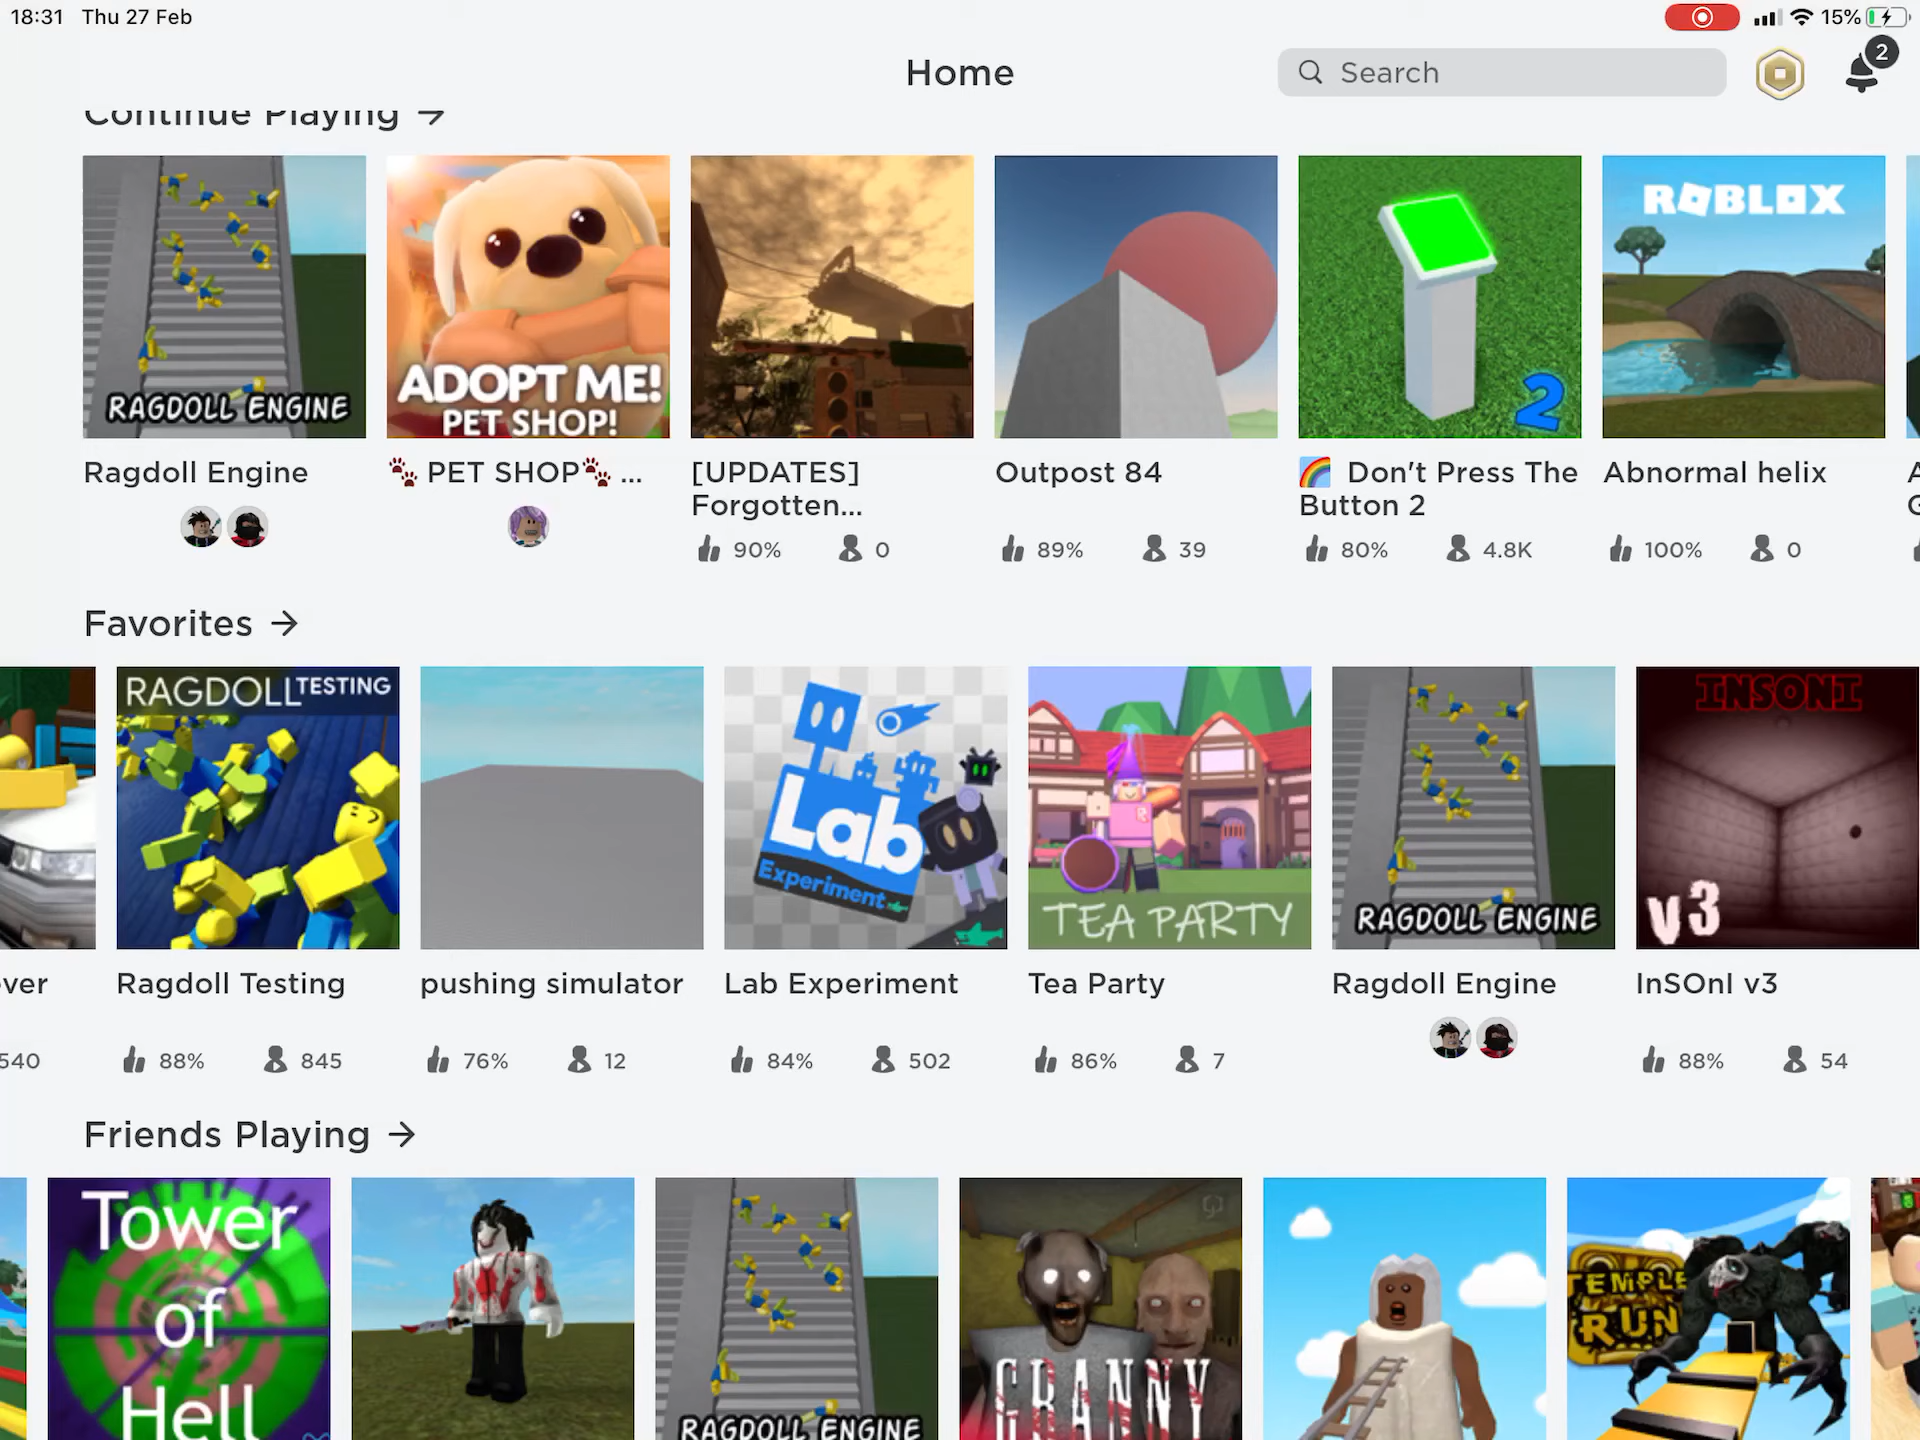 18:31 Thu 27 Feb
15%
Home
Search
2
Continue Playing →
RAGDOLL ENGINE
ADOPT ME!
PET SHOP!
2
ROBLOX
Ragdoll Engine
🐾 PET SHOP🐾 ...
[UPDATES]
Forgotten...
90% 0
Outpost 84
89% 39
🌈 Don't Press The
Button 2
80% 4.8K
Abnormal helix
100% 0
Favorites →
RAGDOLL TESTING
Lab
Experiment
TEA PARTY
RAGDOLL ENGINE
INSONI
v3
ver
540
Ragdoll Testing
88% 845
pushing simulator
76% 12
Lab Experiment
84% 502
Tea Party
86% 7
Ragdoll Engine
InSOnI v3
88% 54
Friends Playing →
Tower
of
Hell
RAGDOLL ENGINE
GRANNY
TEMPLE
RUN